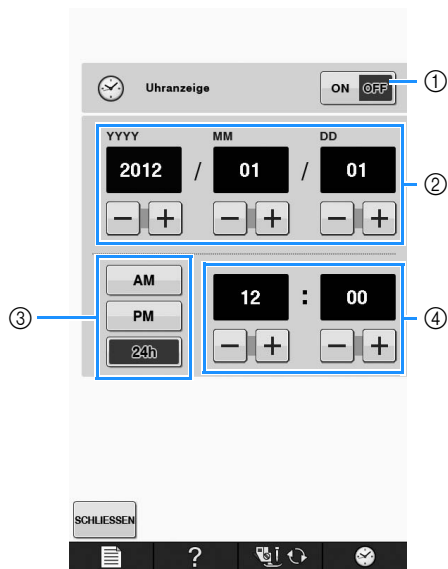 Uhranzeige ON OFF ①
YYYY MM DD
2012 / 01 / 01 ②
− + − + − +
AM
PM
24h
③
12 : 00 ④
− + − +
SCHLIESSEN
?